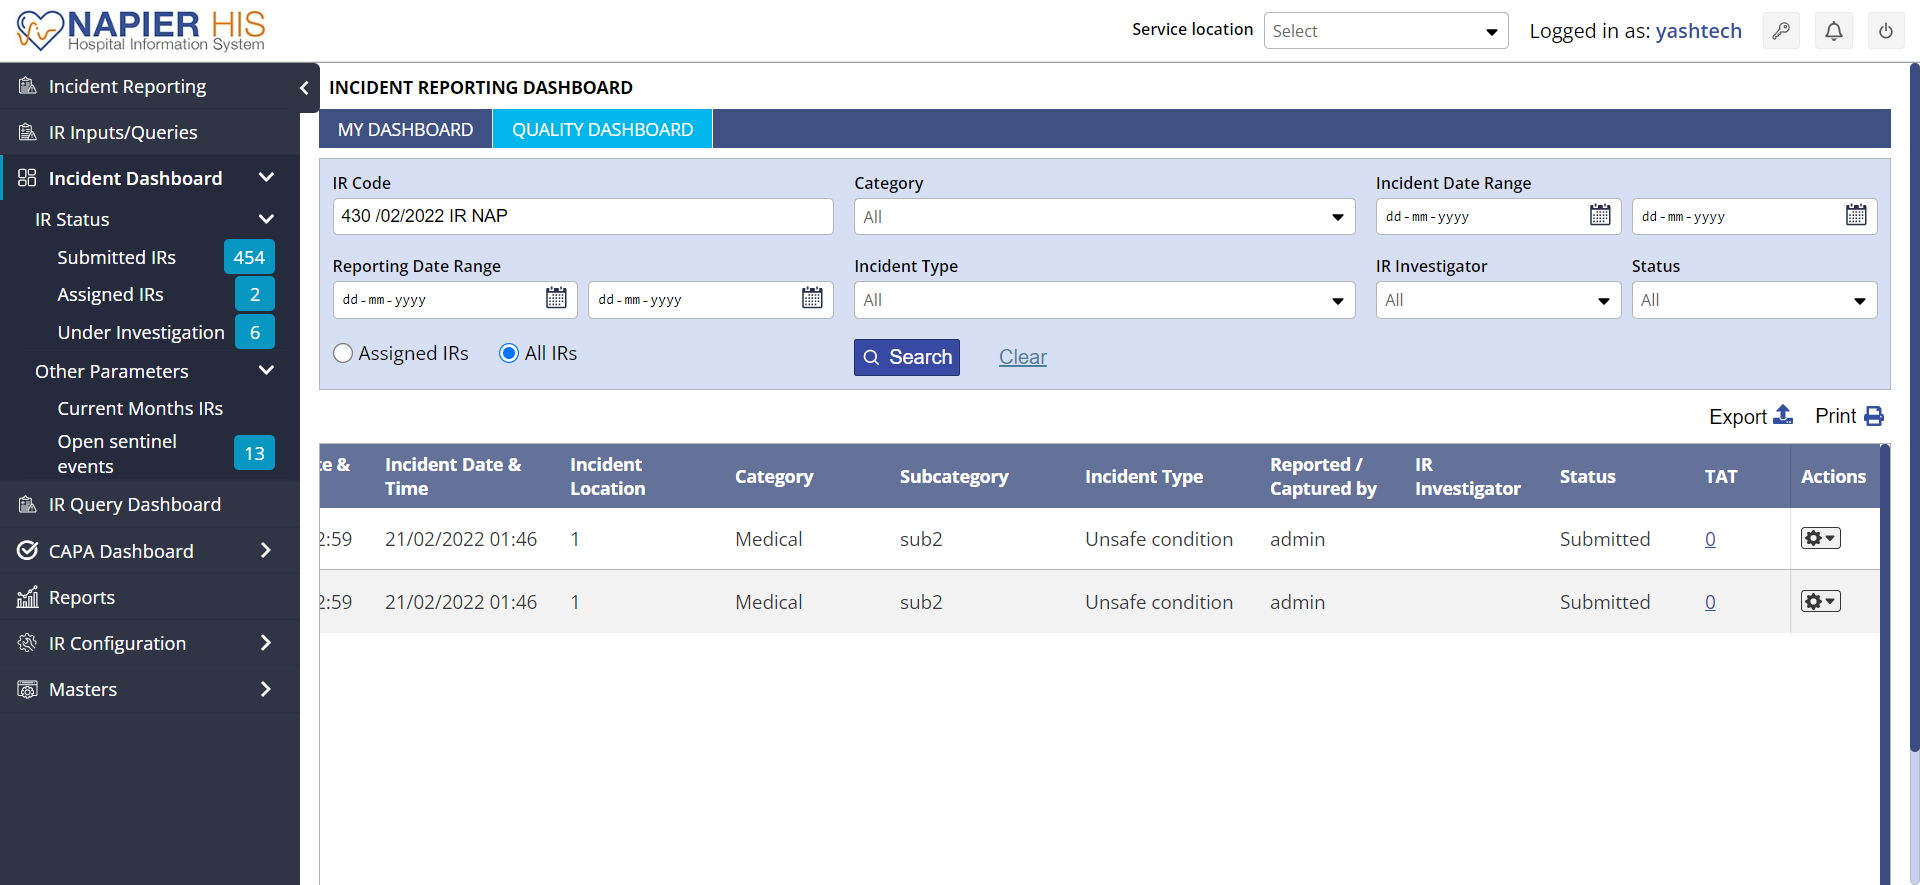 NAPIER HIS
Hospital Information System
Service location
Select
Logged in as: yashtech
Incident Reporting
IR Inputs/Queries
Incident Dashboard
IR Status
Submitted IRs 454
Assigned IRs 2
Under Investigation 6
Other Parameters
Current Months IRs
Open sentinel
events 13
IR Query Dashboard
CAPA Dashboard
Reports
IR Configuration
Masters
INCIDENT REPORTING DASHBOARD
MY DASHBOARD QUALITY DASHBOARD
IR Code Category Incident Date Range
430 /02/2022 IR NAP All dd-mm-yyyy dd-mm-yyyy
Reporting Date Range Incident Type IR Investigator Status
dd-mm-yyyy dd-mm-yyyy All All All
Assigned IRs All IRs Search Clear
Export Print
te & Incident Date & Incident Category Subcategory Incident Type Reported / IR Status TAT Actions
Time Location Captured by Investigator
2:59 21/02/2022 01:46 1 Medical sub2 Unsafe condition admin Submitted 0
2:59 21/02/2022 01:46 1 Medical sub2 Unsafe condition admin Submitted 0